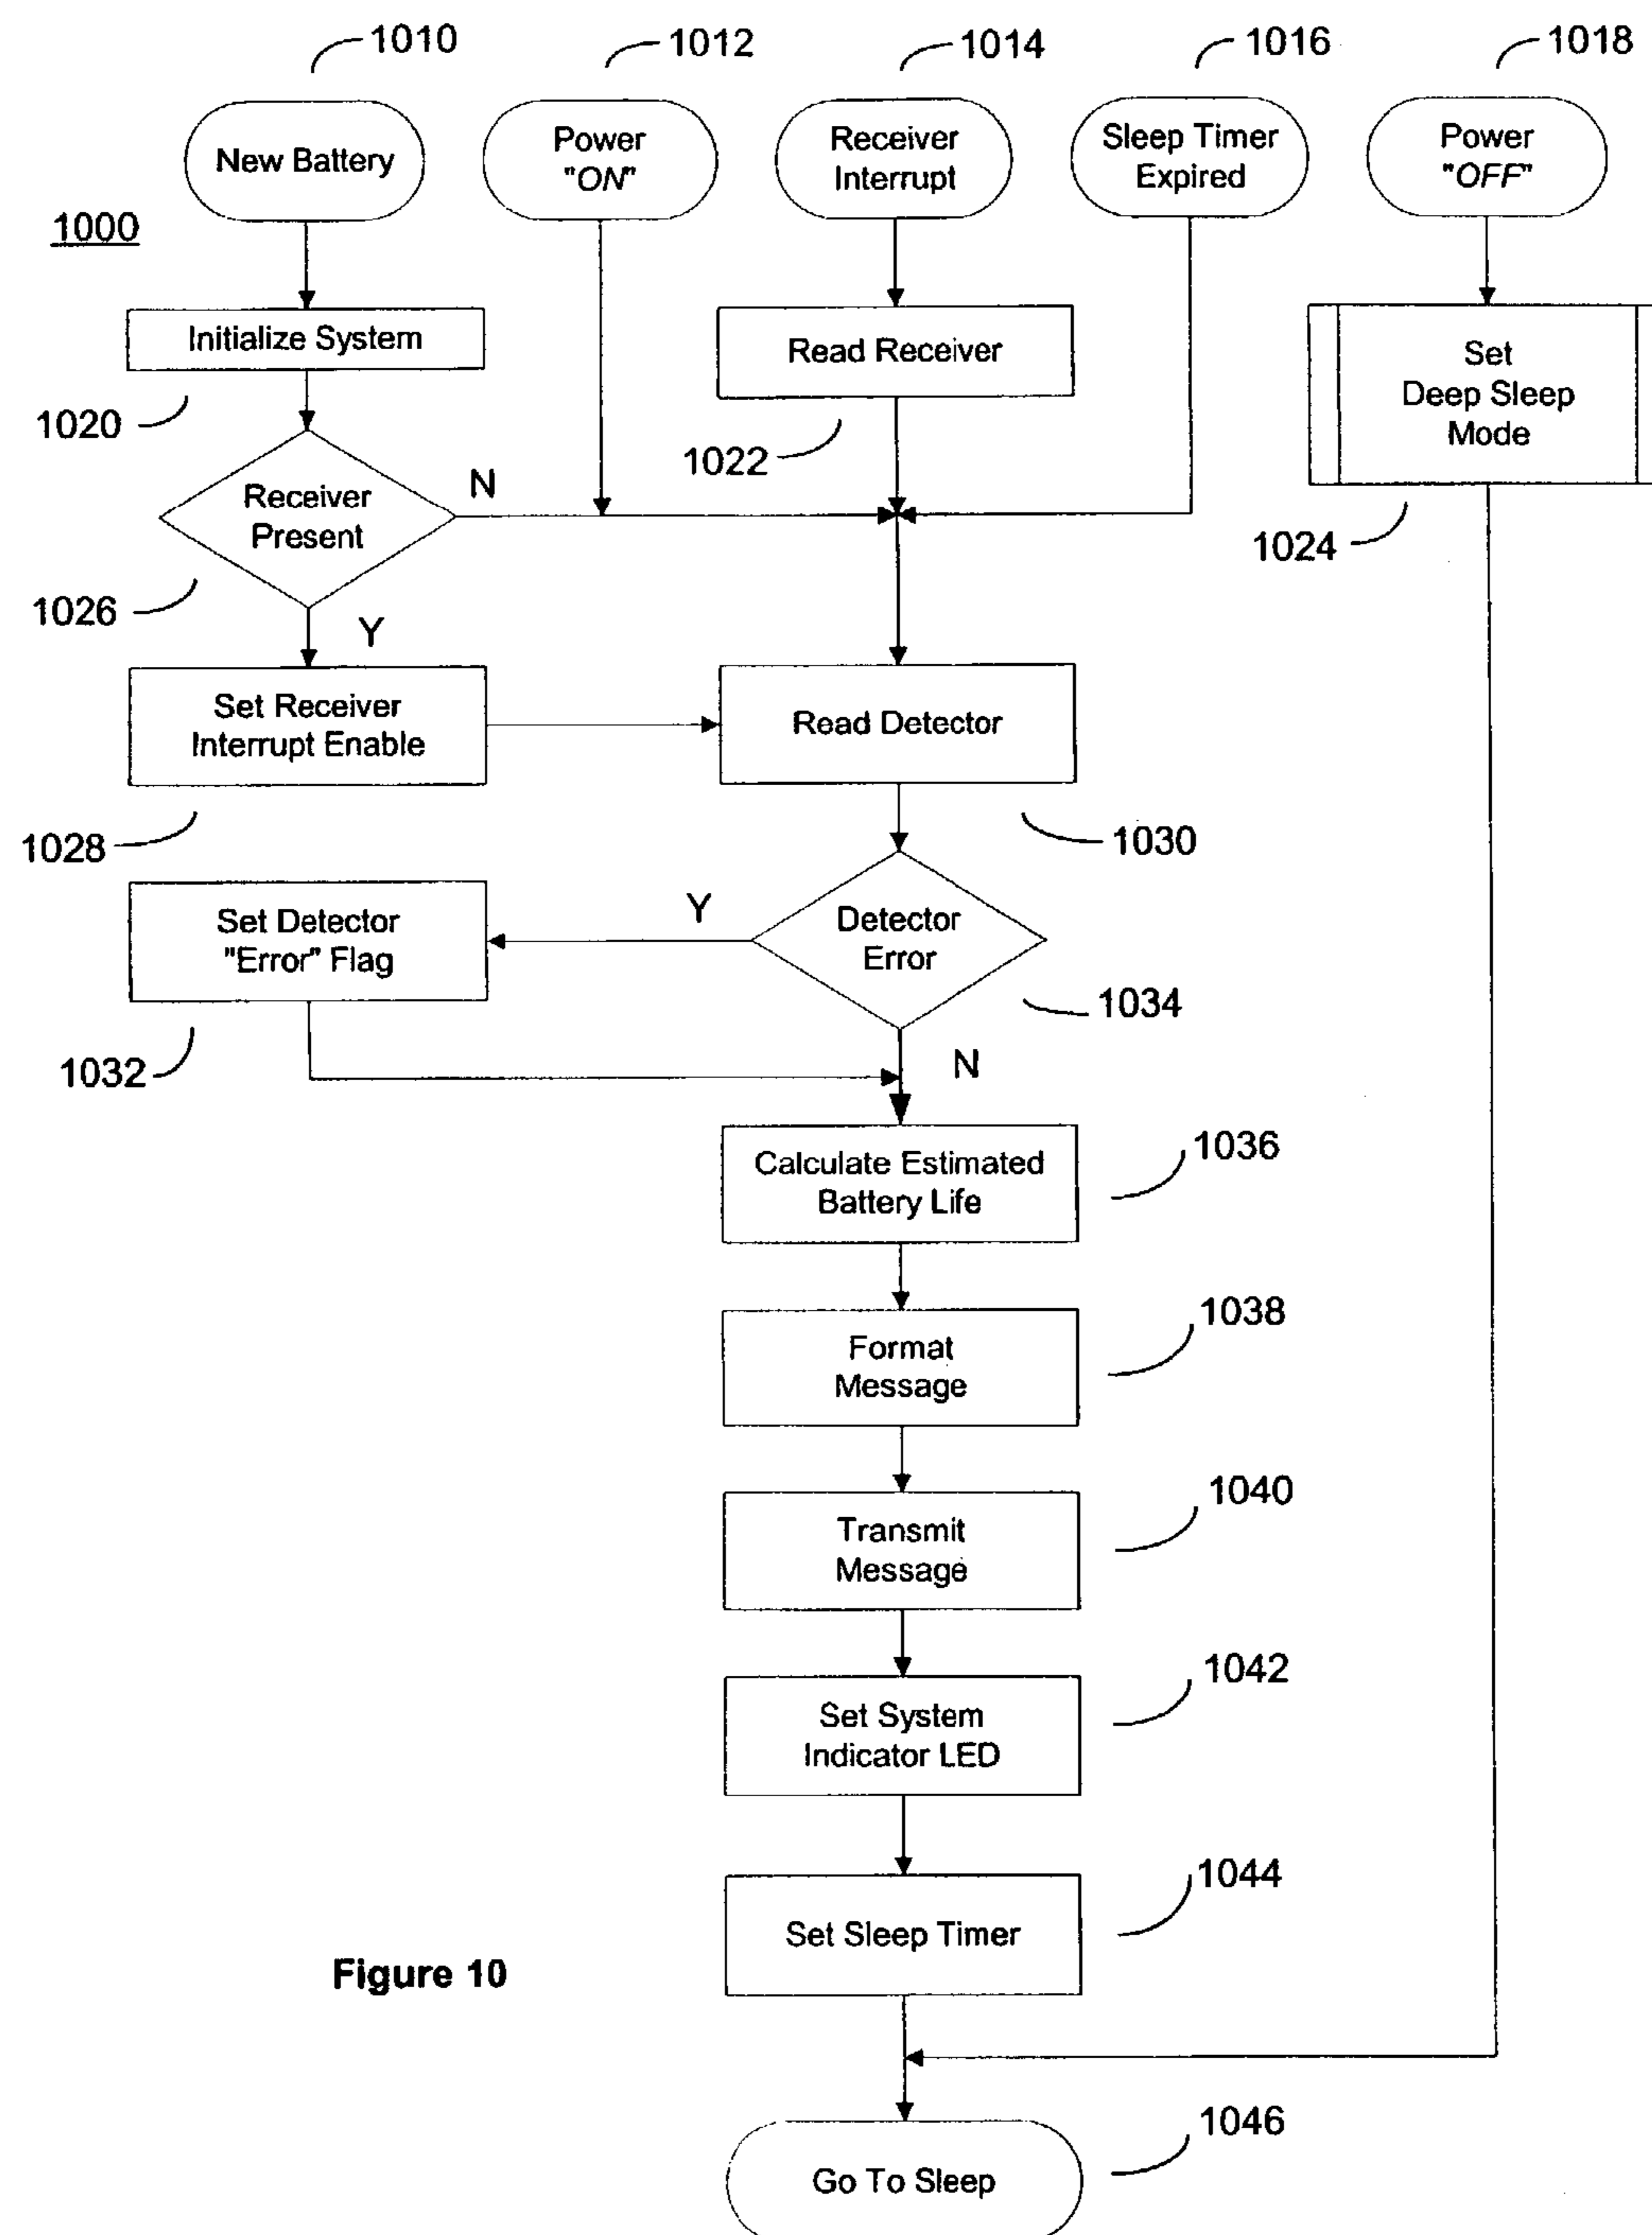 1010
1012
1014
1016
1018
New Battery
Power
"ON"
Receiver
Interrupt
Sleep Timer
Expired
Power
"OFF"
1000
Initialize System
Read Receiver
Set
Deep Sleep
Mode
1020
1022
1024
Receiver
Present
N
1026
Y
Set Receiver
Interrupt Enable
Read Detector
1028
1030
Set Detector
"Error" Flag
Y
Detector
Error
1034
1032
N
Calculate Estimated
Battery Life
1036
Format
Message
1038
Transmit
Message
1040
Set System
Indicator LED
1042
Set Sleep Timer
1044
Figure 10
Go To Sleep
1046